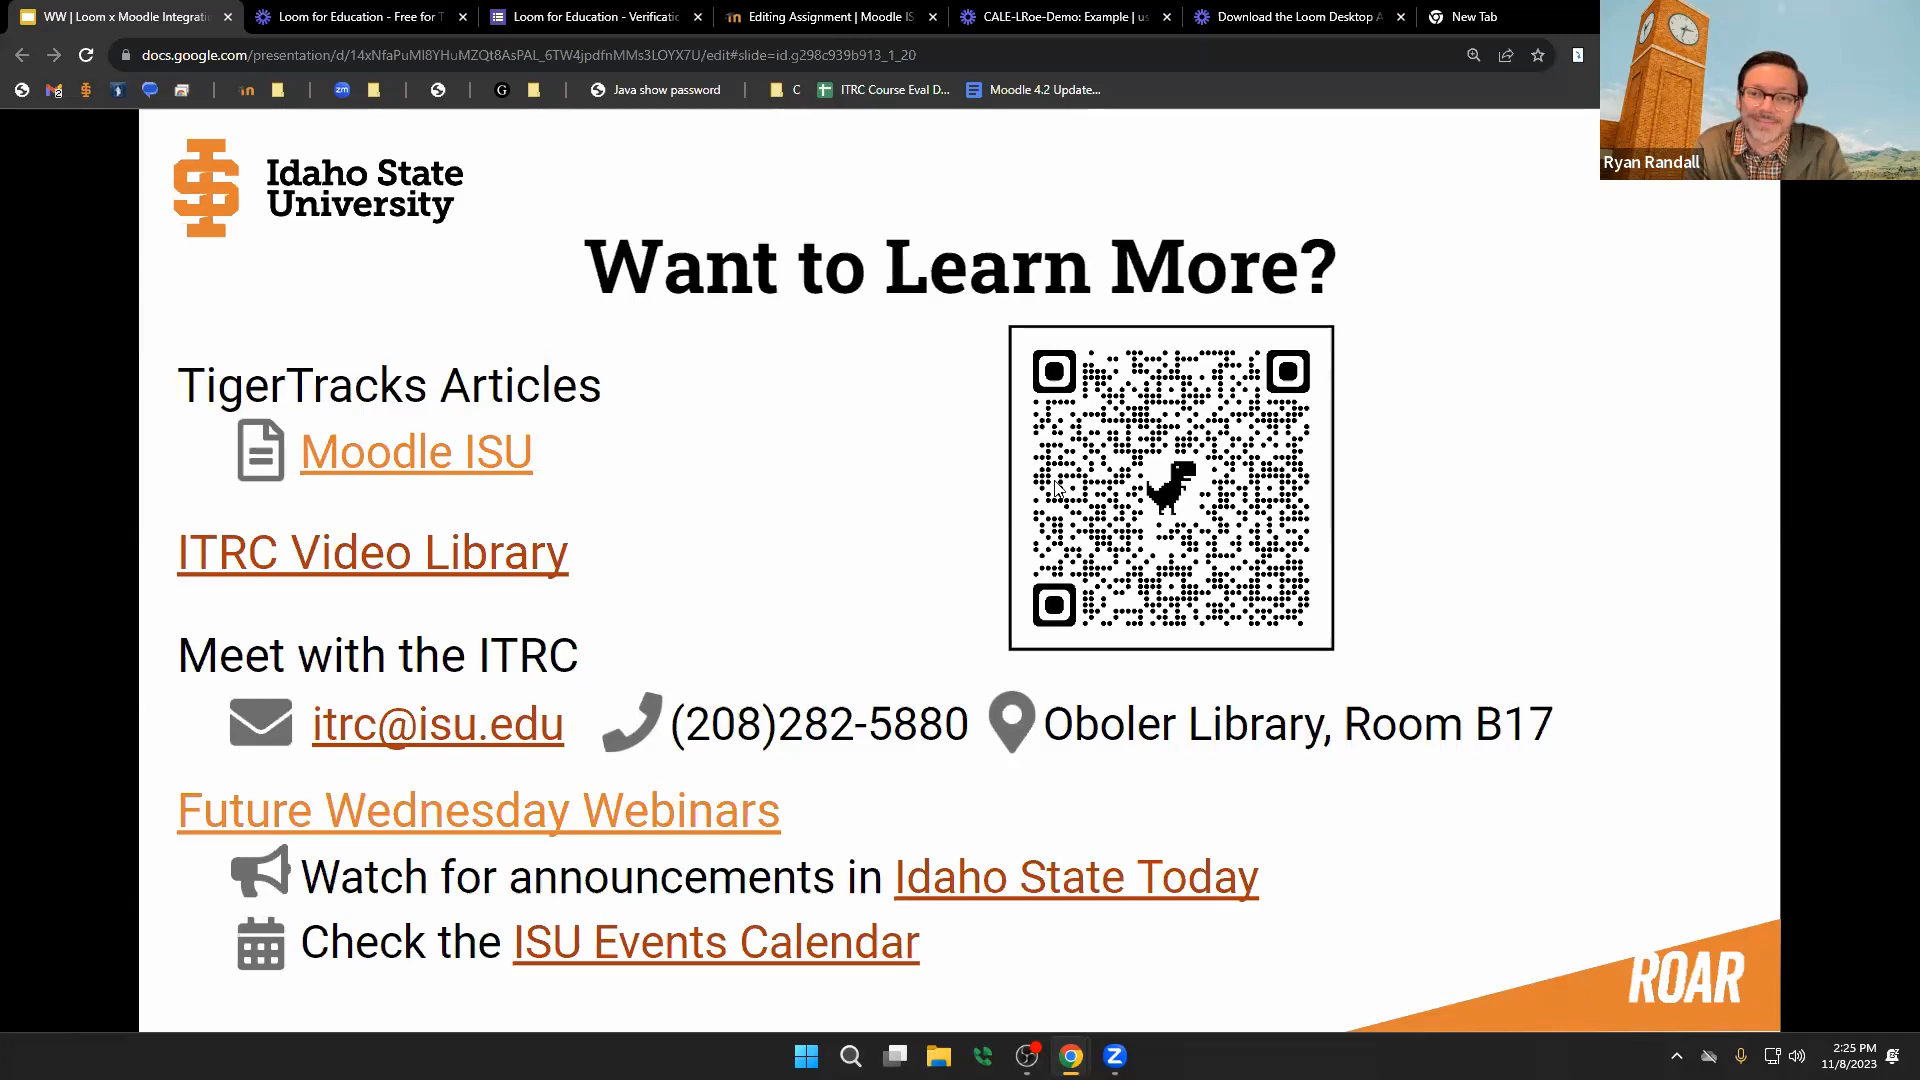 WW | Loom x Moodle Integrati
Loom for Education - Free for T
Loom for Education - Verificatio
Editing Assignment | Moodle IS
CALE-LRoe-Demo: Example | us
Download the Loom Desktop A
New Tab
docs.google.com/presentation/d/14xNfaPuMl8YHuMZQt8AsPAL_6TW4jpdfnMMs3LOYX7U/edit#slide=id.g298c939b913_1_20
Java show password
C
ITRC Course Eval D...
Moodle 4.2 Update...
Ryan Randall
Idaho State
University
Want to Learn More?
TigerTracks Articles
Moodle ISU
ITRC Video Library
Meet with the ITRC
itrc@isu.edu
(208)282-5880
Oboler Library, Room B17
Future Wednesday Webinars
Watch for announcements in Idaho State Today
Check the ISU Events Calendar
ROAR
2:25 PM
11/8/2023